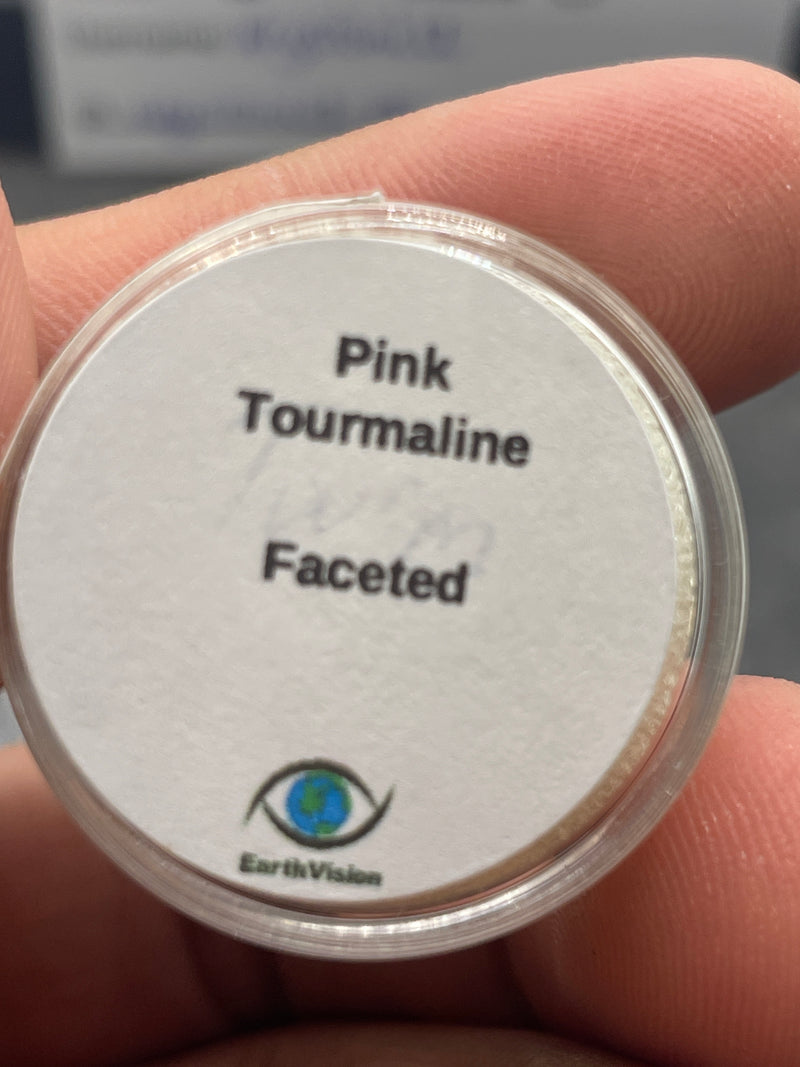 Pink
Tourmaline
Faceted
EarthVision